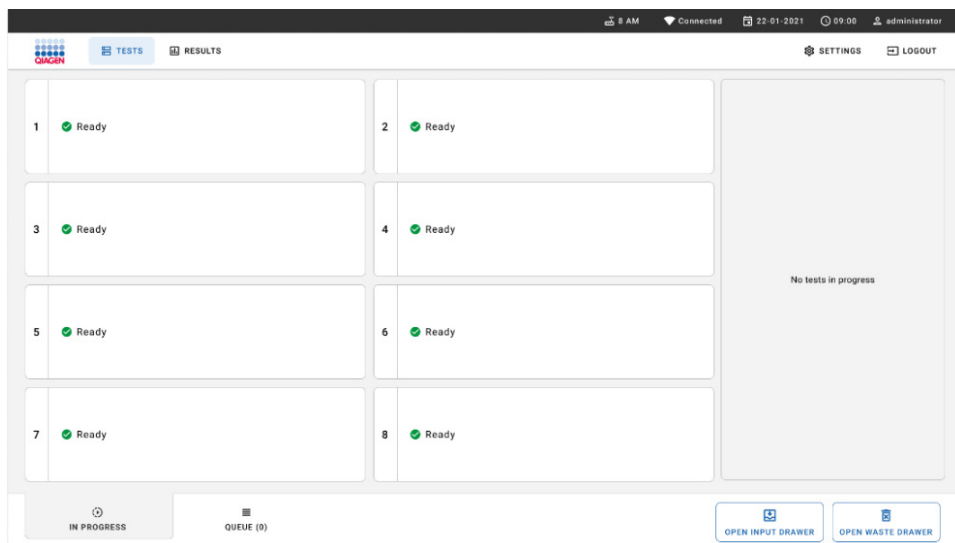 8 AM Connected 22-01-2021 09:00 administrator
QIAGEN TESTS RESULTS SETTINGS LOGOUT
1 Ready 2 Ready
3 Ready 4 Ready
No tests in progress
5 Ready 6 Ready
7 Ready 8 Ready
IN PROGRESS QUEUE (0) OPEN INPUT DRAWER OPEN WASTE DRAWER